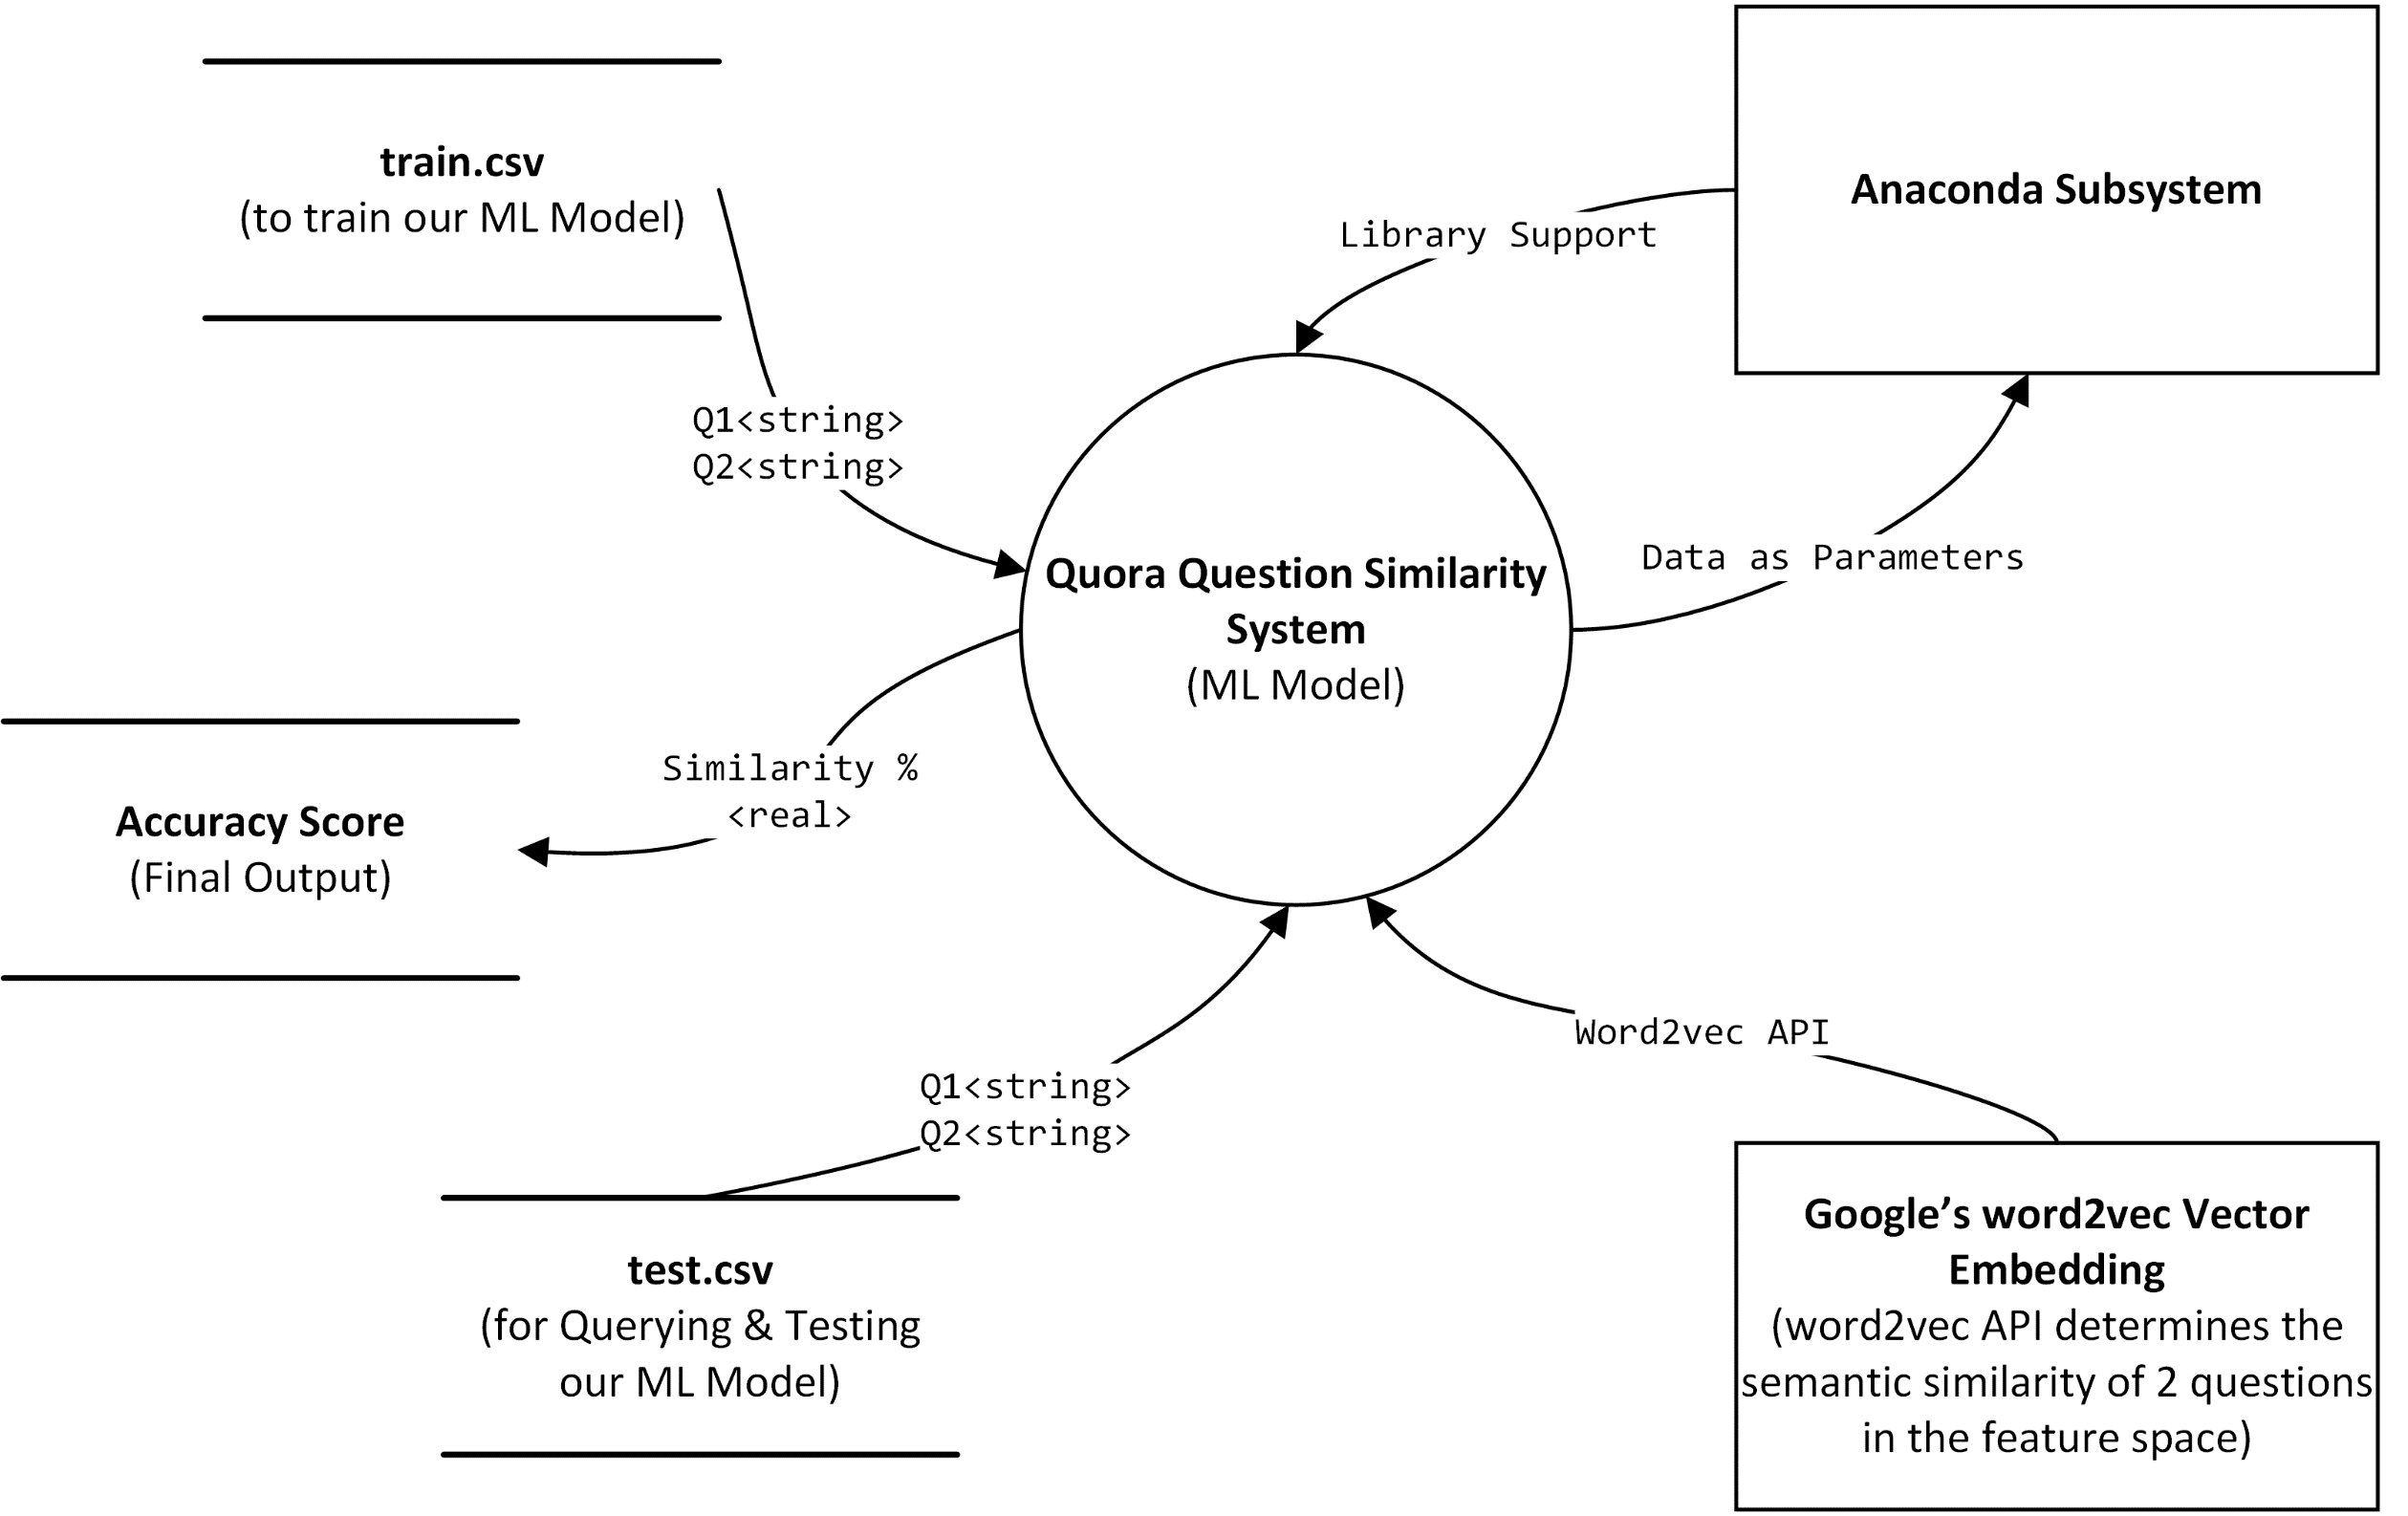 train.csv
(to train our ML Model)
Anaconda Subsystem
Library Support
Q1<string>
Q2<string>
Quora Question Similarity
System
(ML Model)
Data as Parameters
Similarity %
<real>
Accuracy Score
(Final Output)
Word2vec API
Q1<string>
Q2<string>
test.csv
(for Querying & Testing
our ML Model)
Google’s word2vec Vector
Embedding
(word2vec API determines the
semantic similarity of 2 questions
in the feature space)